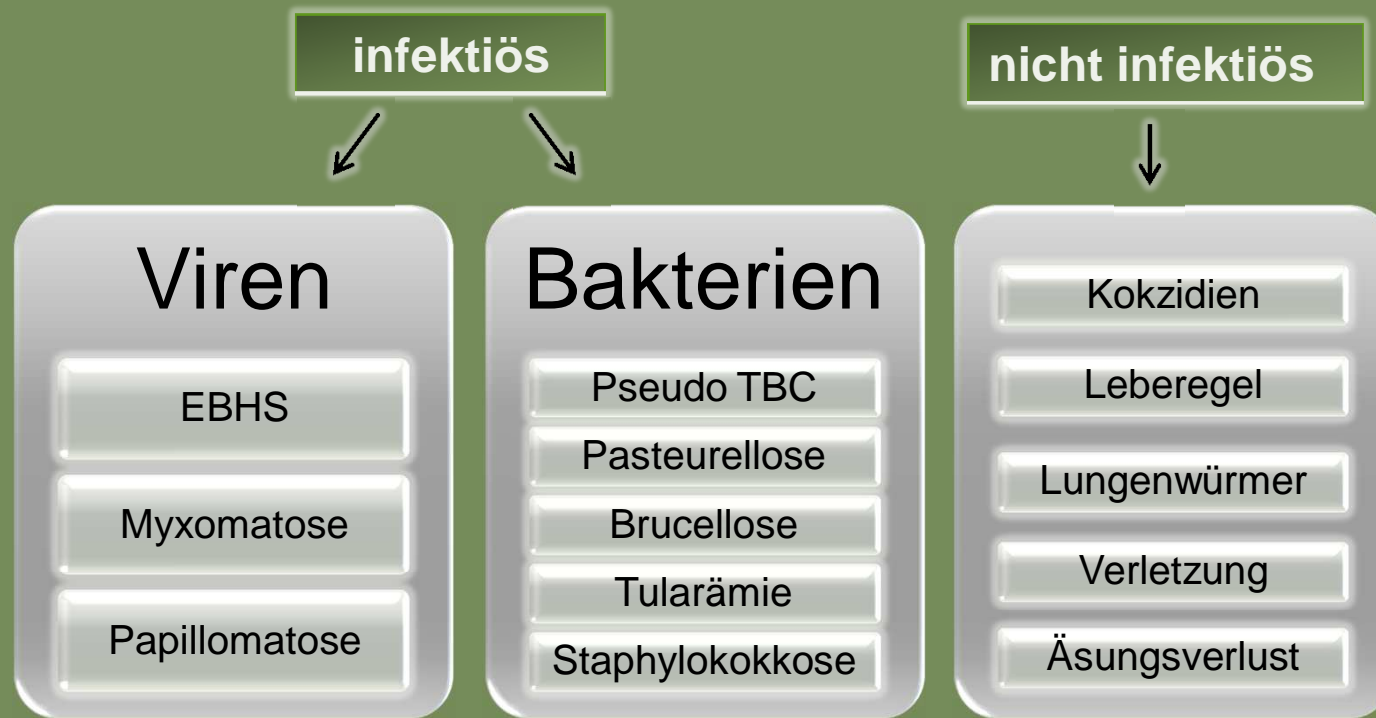 infektiös
nicht infektiös
Viren
EBHS
Myxomatose
Papillomatose
Bakterien
Pseudo TBC
Pasteurellose
Brucellose
Tularämie
Staphylokokkose
Kokzidien
Leberegel
Lungenwürmer
Verletzung
Äsungsverlust